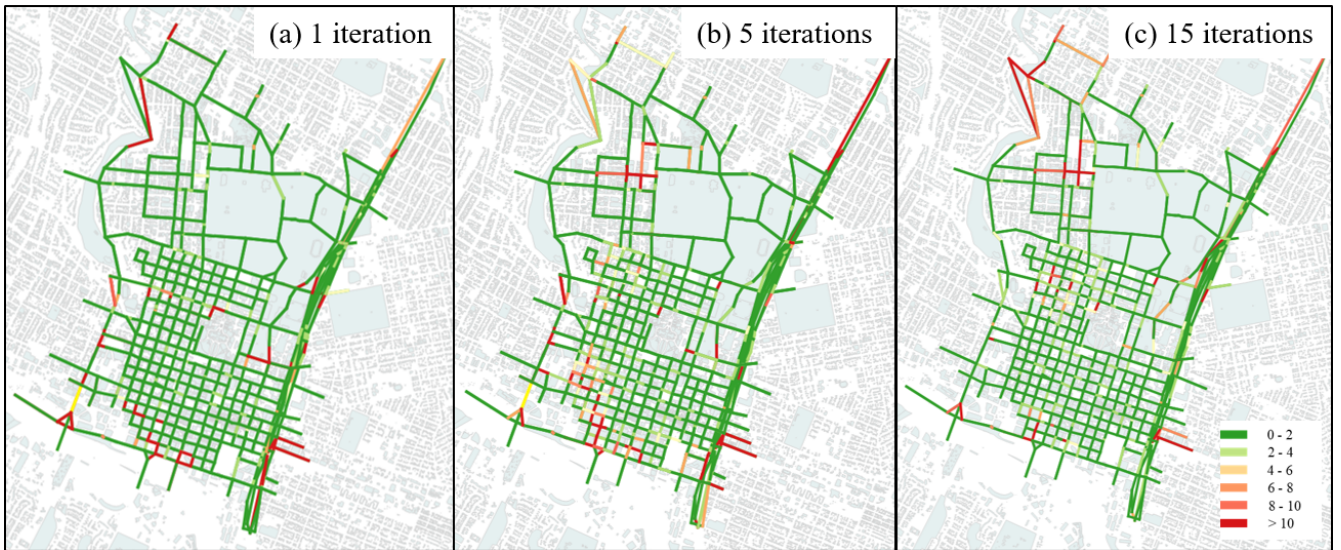 (a) 1 iteration
(b) 5 iterations
(c) 15 iterations
0 - 2
2 - 4
4 - 6
6 - 8
8 - 10
> 10